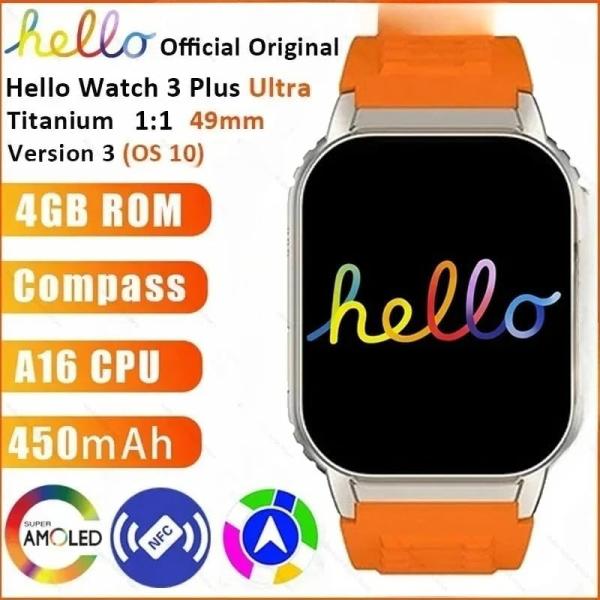 hello Official Original
Hello Watch 3 Plus Ultra
Titanium 1:1 49mm
Version 3 (OS 10)
4GB ROM
Compass
hello
A16 CPU
450mAh
SUPER
AMOLED
NFC